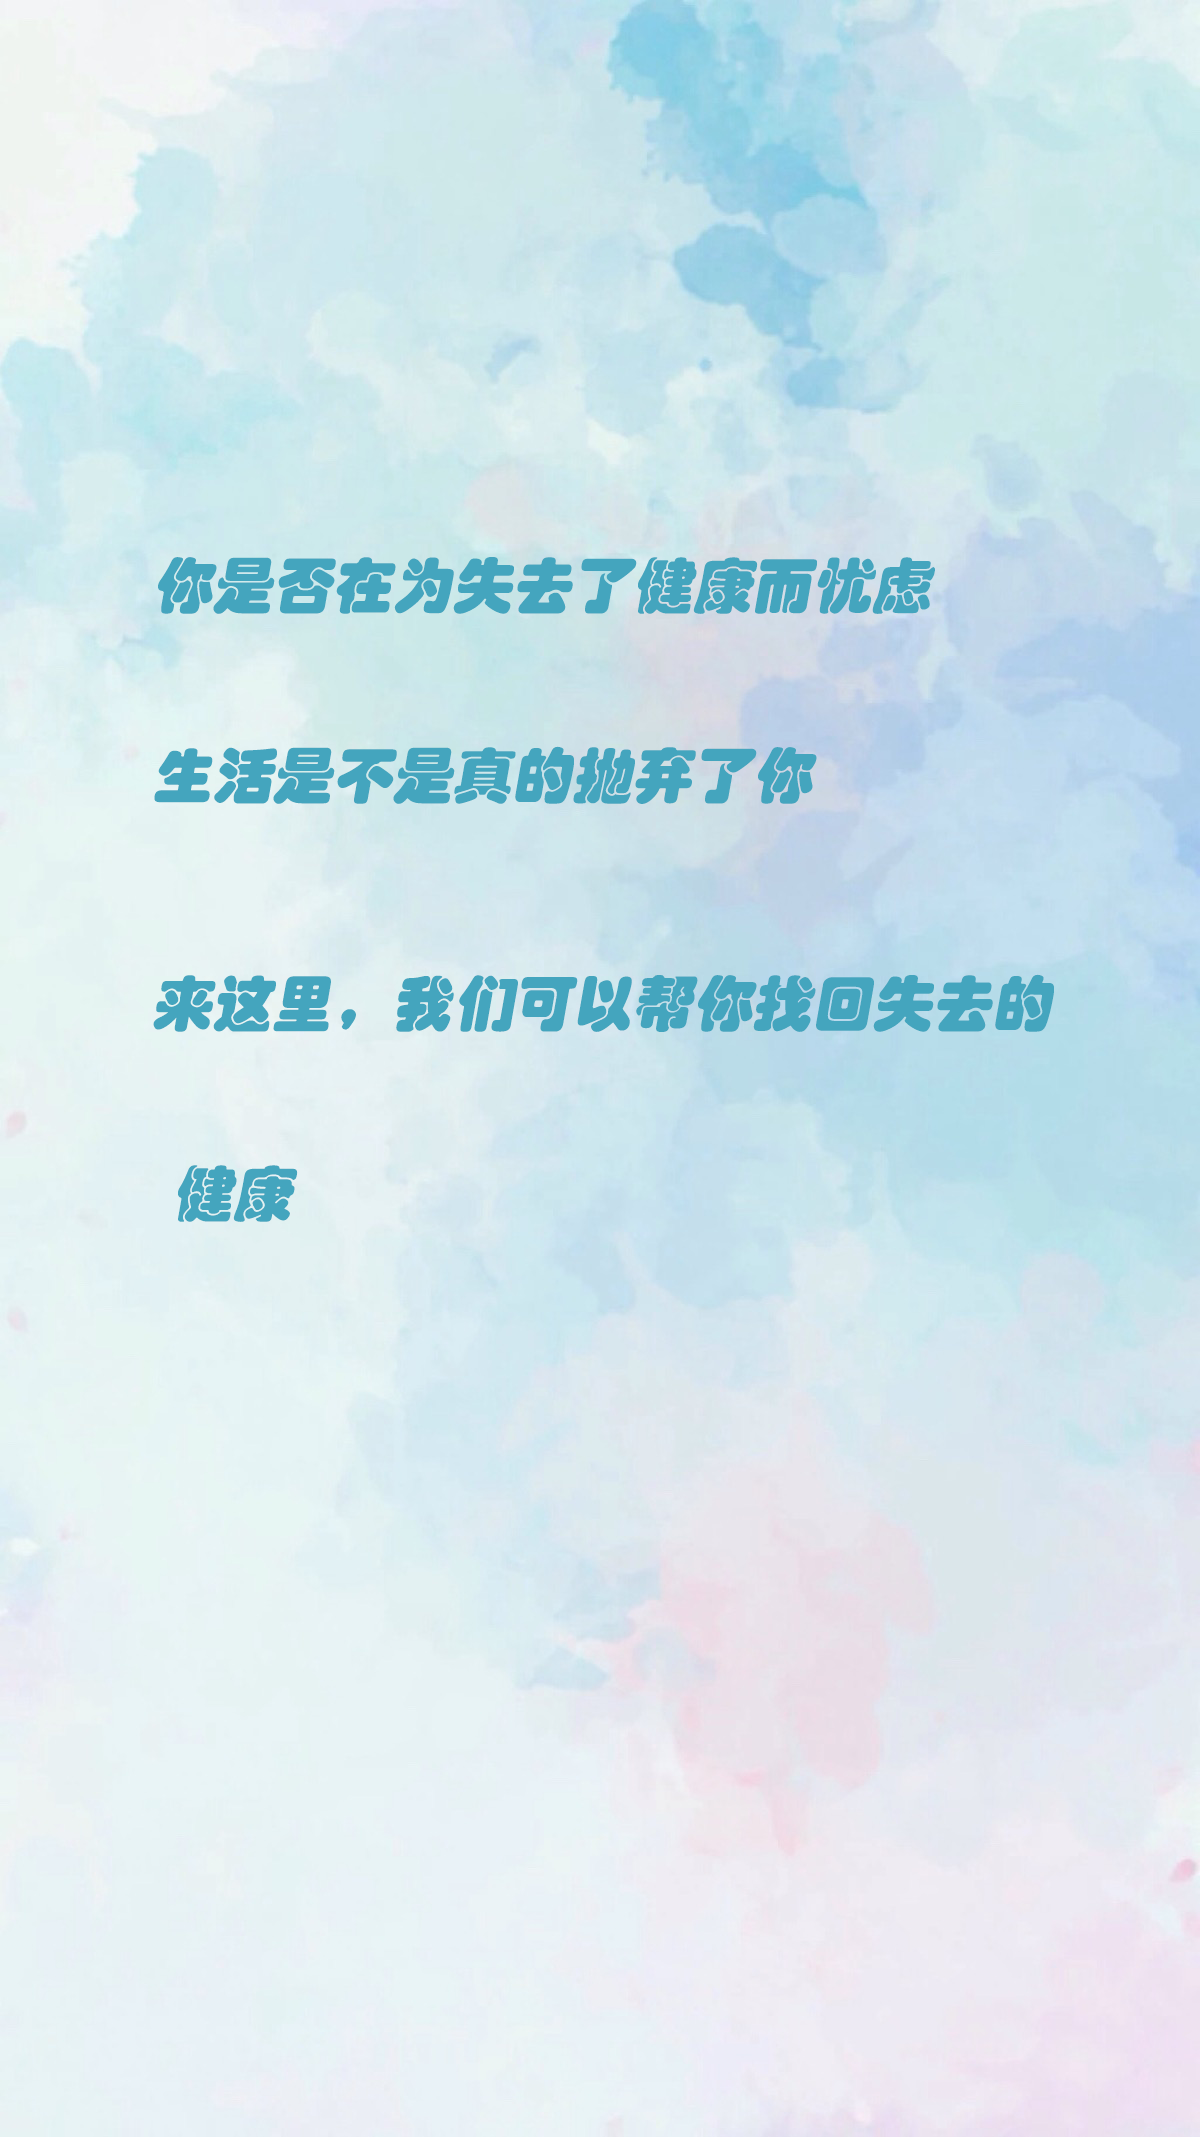 你是否在为失去了健康而忧虑
生活是不是真的抛弃了你
来这里，我们可以帮你找回失去的
健康